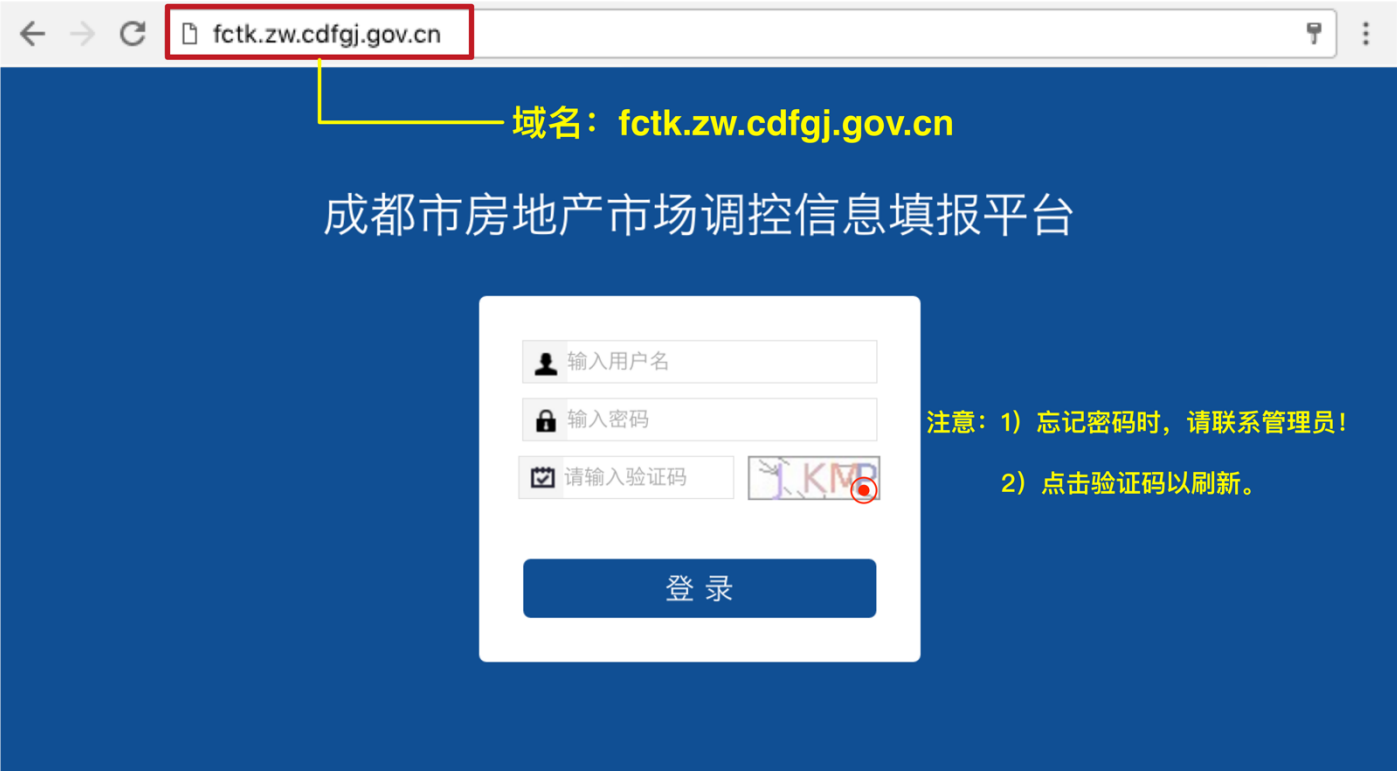 fctk.zw.cdfgj.gov.cn
域名：fctk.zw.cdfgj.gov.cn
成都市房地产市场调控信息填报平台
输入用户名
输入密码
注意：1）忘记密码时，请联系管理员！
请输入验证码
2）点击验证码以刷新。
登 录